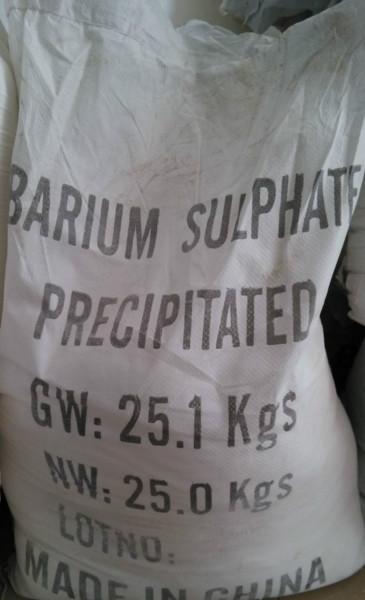 BARIUM SULPHATE
PRECIPITATED
GW: 25.1 Kgs
NW: 25.0 Kgs
LOTNO:
MADE IN CHINA